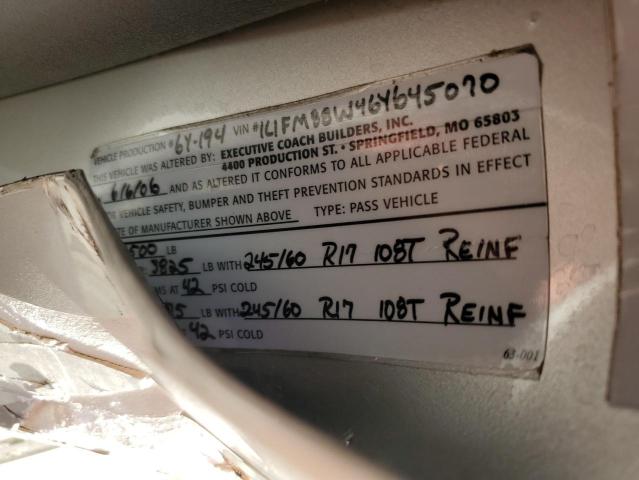 VEHICLE PRODUCTION #6Y-194 VIN #1L1FM88W46Y645070
THIS VEHICLE WAS ALTERED BY: EXECUTIVE COACH BUILDERS, INC.
4400 PRODUCTION ST. • SPRINGFIELD, MO 65803
6/6/06 AND AS ALTERED IT CONFORMS TO ALL APPLICABLE FEDERAL
VEHICLE SAFETY, BUMPER AND THEFT PREVENTION STANDARDS IN EFFECT
OF MANUFACTURER SHOWN ABOVE TYPE: PASS VEHICLE
500 LB
3825 LB WITH 245/60 R17 108T REINF
AT 42 PSI COLD
LB WITH 245/60 R17 108T REINF
42 PSI COLD
63-001